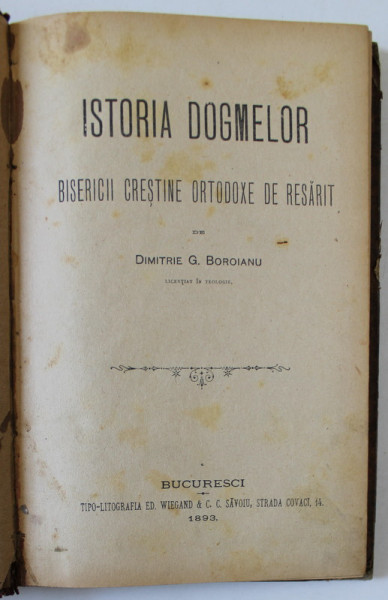 ISTORIA DOGMELOR
BISERICII CREȘTINE ORTODOXE DE RESĂRIT
DE
DIMITRIE G. BOROIANU
LICENȚIAT ÎN TEOLOGIE.
BUCURESCI
TIPO-LITOGRAFIA ED. WIEGAND & C. C. SĂVOIU, STRADA COVACI, 14.
1893.